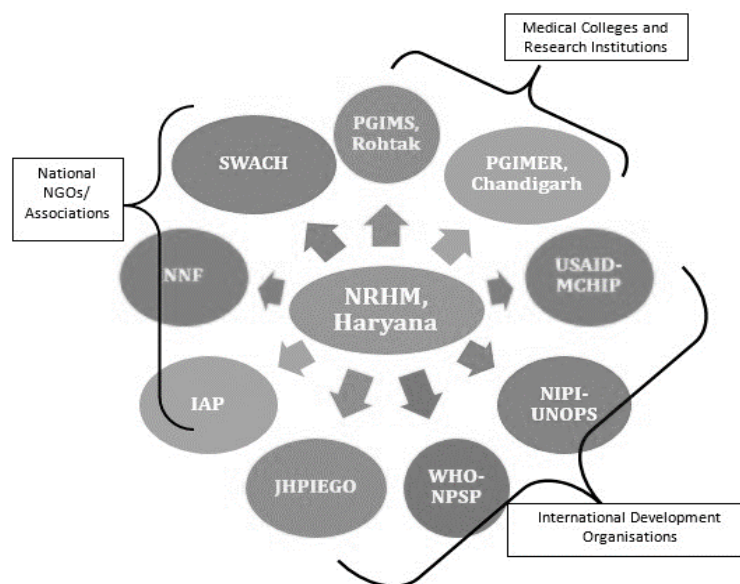 Medical Colleges and
Research Institutions
PGIMS,
Rohtak
SWACH
PGIMER,
Chandigarh
National
NGOs/
Associations
NNF
NRHM,
Haryana
USAID-
MCHIP
IAP
NIPI-
UNOPS
JHPIEGO
WHO-
NPSP
International Development
Organisations